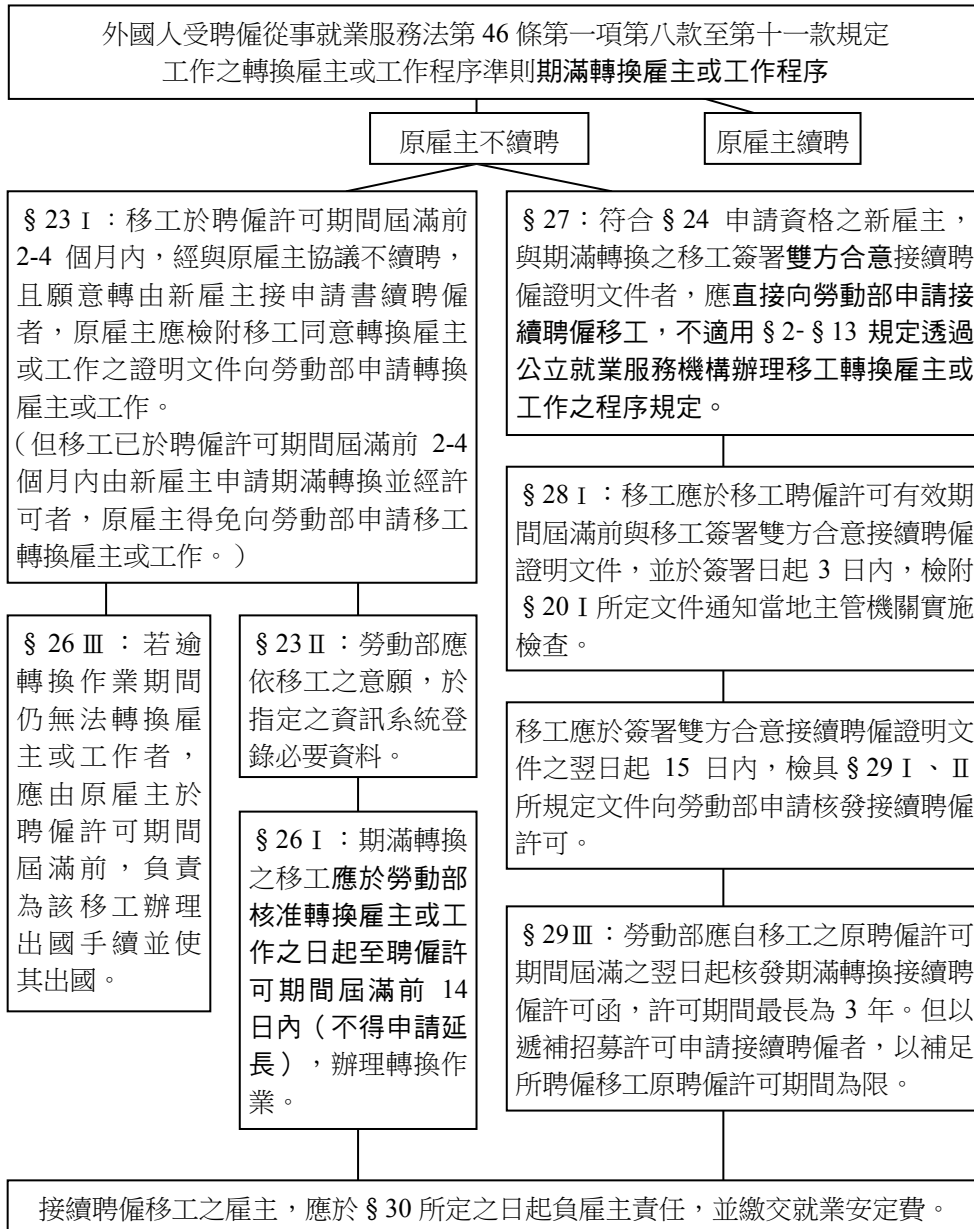 外國人受聘僱從事就業服務法第 46 條第一項第八款至第十一款規定
工作之轉換雇主或工作程序準則期滿轉換雇主或工作程序
原雇主不續聘
原雇主續聘
§23 I：移工於聘僱許可期間屆滿前
2-4 個月內，經與原雇主協議不續聘，
且願意轉由新雇主接申請書續聘僱
者，原雇主應檢附移工同意轉換雇主
或工作之證明文件向勞動部申請轉換
雇主或工作。
（但移工已於聘僱許可期間屆滿前 2-4
個月內由新雇主申請期滿轉換並經許
可者，原雇主得免向勞動部申請移工
轉換雇主或工作。）
§26 Ⅲ：若逾
轉換作業期間
仍無法轉換雇
主或工作者，
應由原雇主於
聘僱許可期間
屆滿前，負責
為該移工辦理
出國手續並使
其出國。
§23 Ⅱ：勞動部應
依移工之意願，於
指定之資訊系統登
錄必要資料。
§26 I：期滿轉換
之移工應於勞動部
核准轉換雇主或工
作之日起至聘僱許
可期間屆滿前 14
日內（不得申請延
長），辦理轉換作
業。
§27：符合§24 申請資格之新雇主，
與期滿轉換之移工簽署雙方合意接續聘
僱證明文件者，應直接向勞動部申請接
續聘僱移工，不適用§2-§13 規定透過
公立就業服務機構辦理移工轉換雇主或
工作之程序規定。
§28 I：移工應於移工聘僱許可有效期
間屆滿前與移工簽署雙方合意接續聘僱
證明文件，並於簽署日起 3 日內，檢附
§20 I 所定文件通知當地主管機關實施
檢查。
移工應於簽署雙方合意接續聘僱證明文
件之翌日起 15 日內，檢具§29 I、Ⅱ
所規定文件向勞動部申請核發接續聘僱
許可。
§29Ⅲ：勞動部應自移工之原聘僱許可
期間屆滿之翌日起核發期滿轉換接續聘
僱許可函，許可期間最長為 3 年。但以
遞補招募許可申請接續聘僱者，以補足
所聘僱移工原聘僱許可期間為限。
接續聘僱移工之雇主，應於§30 所定之日起負雇主責任，並繳交就業安定費。